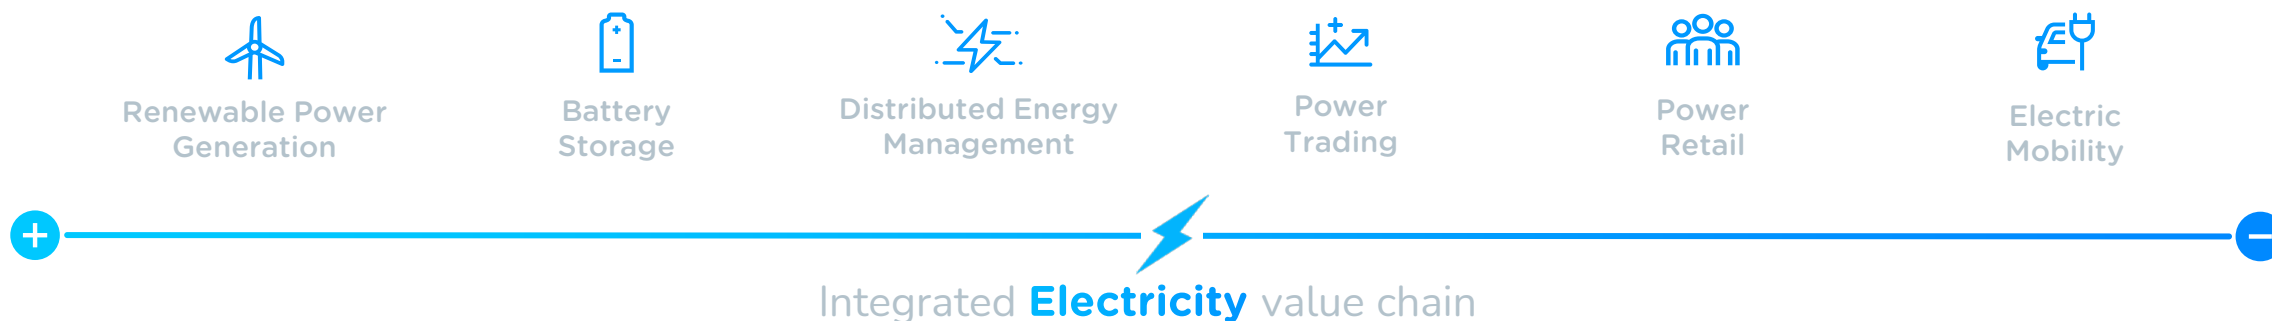 Renewable Power
Generation
Battery
Storage
Distributed Energy
Management
Power
Trading
Power
Retail
Electric
Mobility
Integrated Electricity value chain